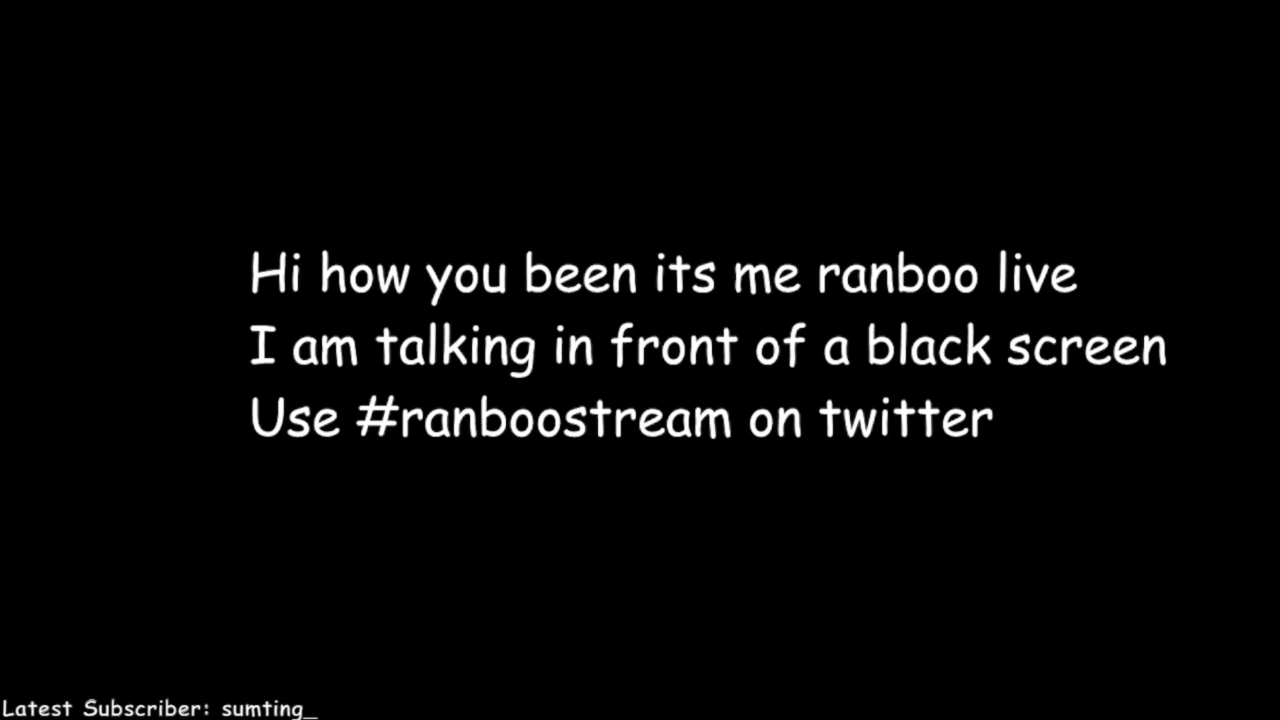 Hi how you been its me ranboo live
I am talking in front of a black screen
Use #ranboostream on twitter
Latest Subscriber: sumting_